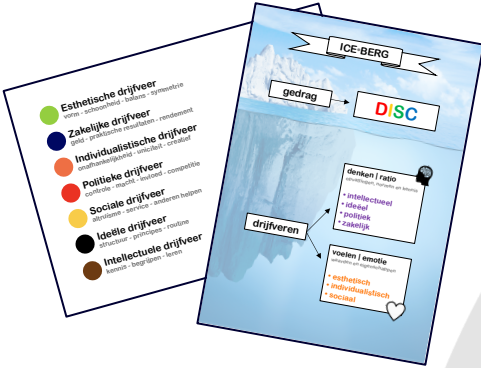 Esthetische drijfveer
vorm - schoonheid - balans - symmetrie
Zakelijke drijfveer
geld - praktische resultaten - rendement
Individualistische drijfveer
onafhankelijkheid - uniciteit - creatief
Politieke drijfveer
controle - macht - invloed - competitie
Sociale drijfveer
altruïsme - service - anderen helpen
Ideële drijfveer
structuur - principes - routine
Intellectuele drijfveer
kennis - begrijpen - leren
ICE-BERG
gedrag
DISC
drijfveren
denken | ratio
• intellectueel
• ideëel
• politiek
• zakelijk
voelen | emotie
• esthetisch
• individualistisch
• sociaal